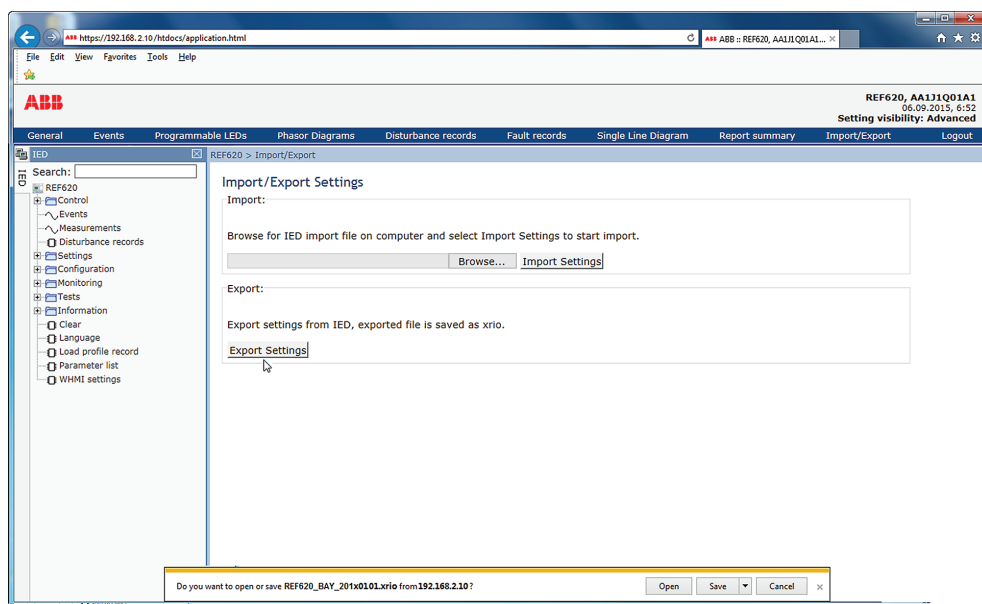 https://192.168.2.10/htdocs/application.html
ABB :: REF620, AA1J1Q01A1...
File Edit View Favorites Tools Help
ABB
REF620, AA1J1Q01A1
06.09.2015, 6:52
Setting visibility: Advanced
General Events Programmable LEDs Phasor Diagrams Disturbance records Fault records Single Line Diagram Report summary Import/Export Logout
IED
IED
REF620 > Import/Export
Search:
REF620
Control
Events
Measurements
Disturbance records
Settings
Configuration
Monitoring
Tests
Information
Clear
Language
Load profile record
Parameter list
WHMI settings
Import/Export Settings
Import:
Browse for IED import file on computer and select Import Settings to start import.
Browse... Import Settings
Export:
Export settings from IED, exported file is saved as xrio.
Export Settings
Do you want to open or save REF620_BAY_201x0101.xrio from 192.168.2.10?
Open Save Cancel